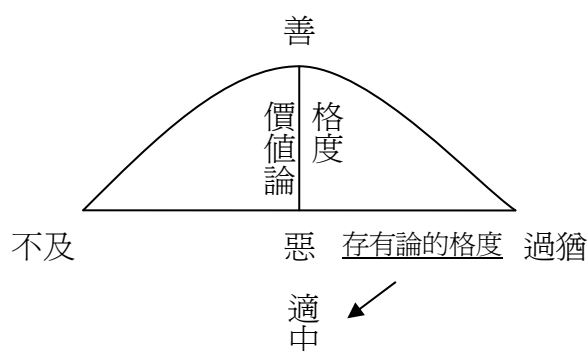 善
價值論
格度
不及
惡
存有論的格度
過猶
適中